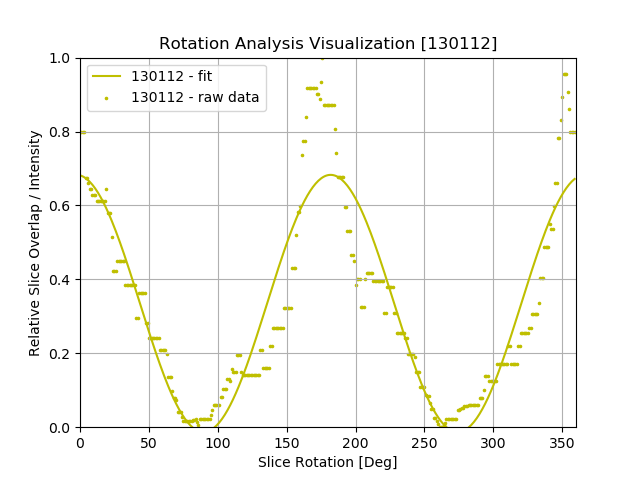 Rotation Analysis Visualization [130112]
130112 - fit
130112 - raw data
Relative Slice Overlap / Intensity
1.0
0.8
0.6
0.4
0.2
0.0
0 50 100 150 200 250 300 350
Slice Rotation [Deg]